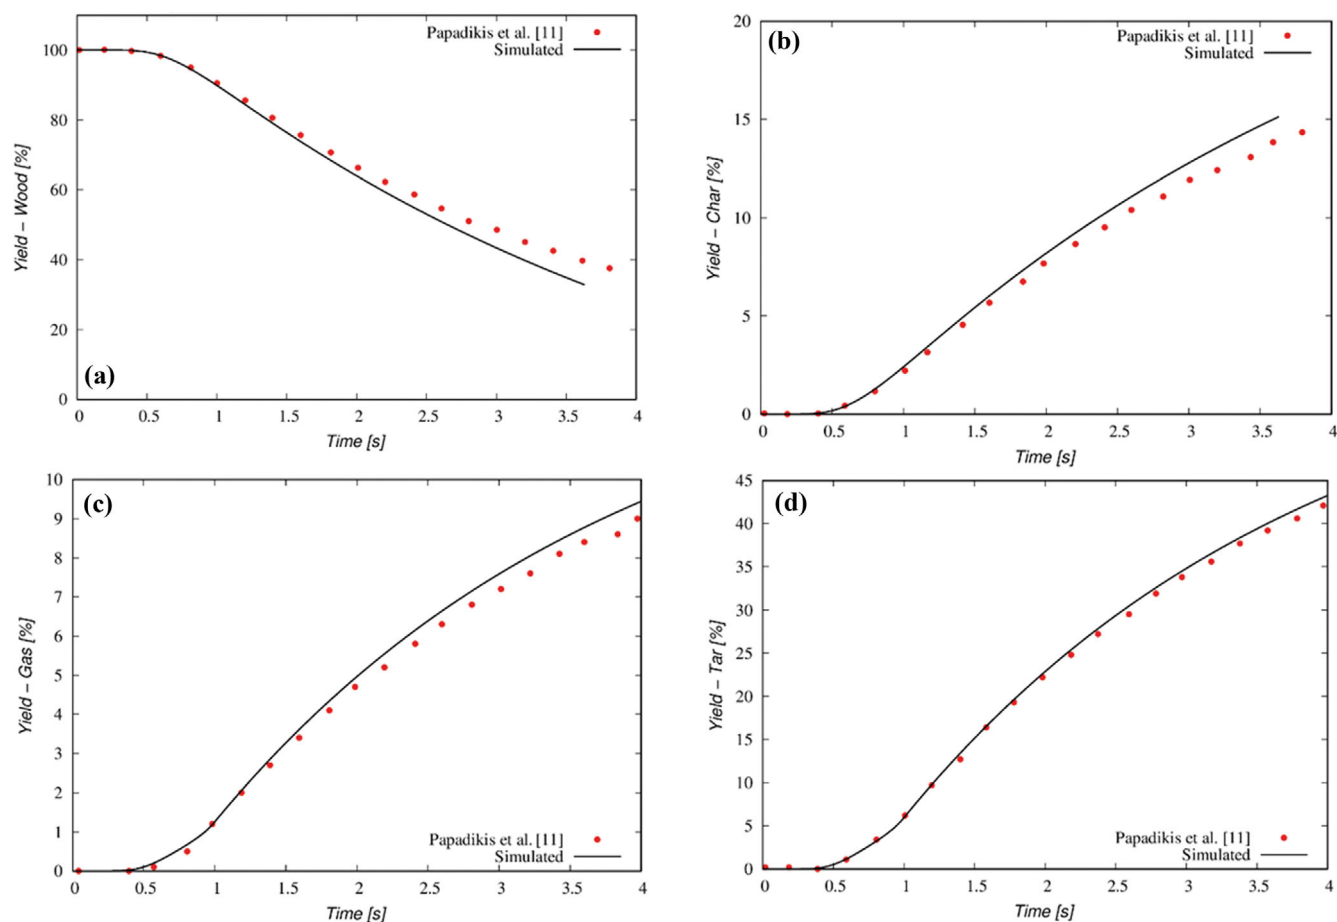 Papadikis et al. [11]
Simulated
100
80
60
40
20
0
Yield – Wood [%]
(a)
0 0.5 1 1.5 2 2.5 3 3.5 4
Time [s]
(b)
Papadikis et al. [11]
Simulated
20
15
10
5
0
Yield – Char [%]
0 0.5 1 1.5 2 2.5 3 3.5 4
Time [s]
(c)
10
9
8
7
6
5
4
3
2
1
0
Yield – Gas [%]
Papadikis et al. [11]
Simulated
0 0.5 1 1.5 2 2.5 3 3.5 4
Time [s]
(d)
45
40
35
30
25
20
15
10
5
0
Yield – Tar [%]
Papadikis et al. [11]
Simulated
0 0.5 1 1.5 2 2.5 3 3.5 4
Time [s]